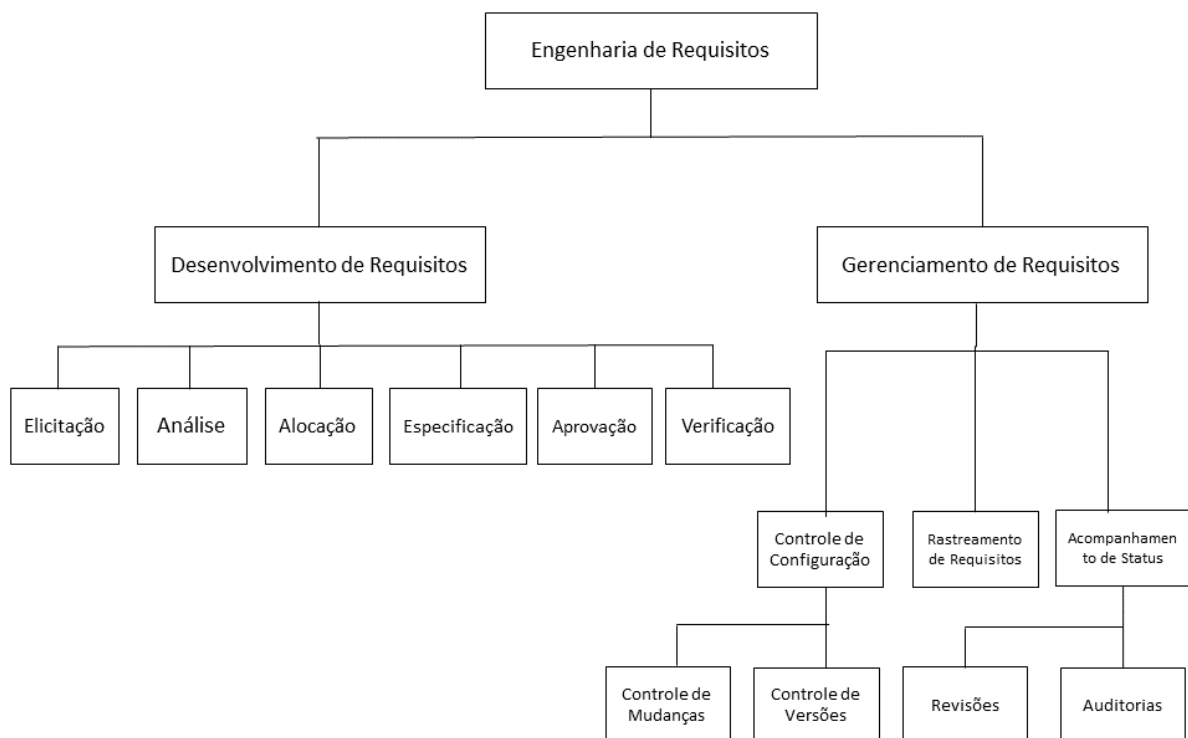 Engenharia de Requisitos
Desenvolvimento de Requisitos
Gerenciamento de Requisitos
Elicitação
Análise
Alocação
Especificação
Aprovação
Verificação
Controle de
Configuração
Rastreamento
de Requisitos
Acompanhamen
to de Status
Controle de
Mudanças
Controle de
Versões
Revisões
Auditorias